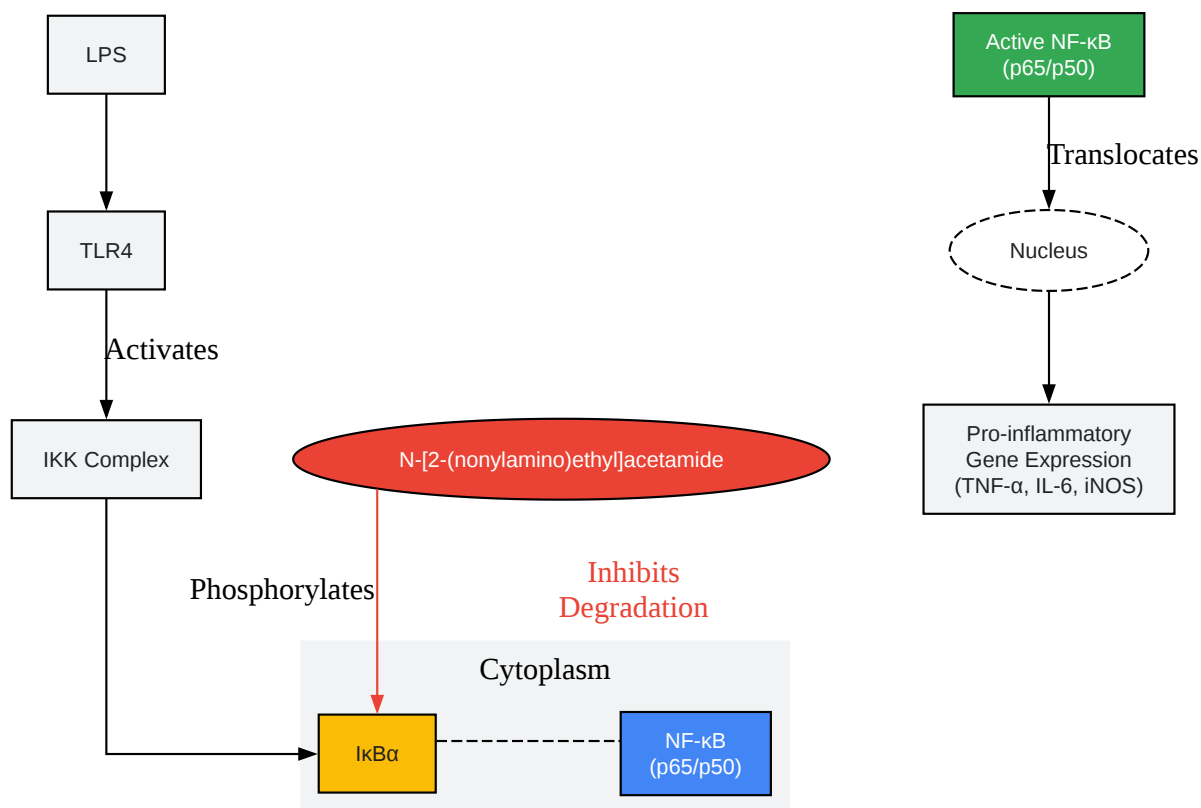 LPS
TLR4
Activates
IKK Complex
N-[2-(nonylamino)ethyl]acetamide
Phosphorylates
Inhibits
Degradation
Cytoplasm
IκBα
NF-κB
(p65/p50)
Active NF-κB
(p65/p50)
Translocates
Nucleus
Pro-inflammatory
Gene Expression
(TNF-α, IL-6, iNOS)